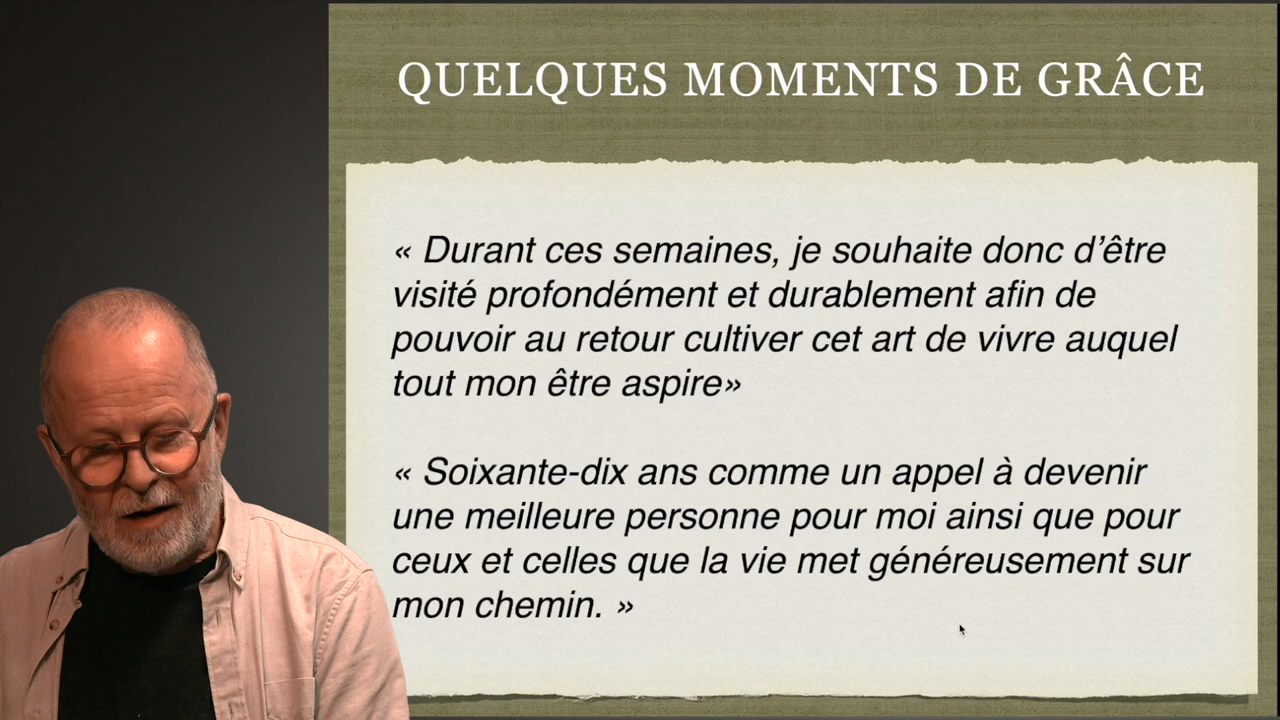 QUELQUES MOMENTS DE GRÂCE
« Durant ces semaines, je souhaite donc d’être
visité profondément et durablement afin de
pouvoir au retour cultiver cet art de vivre auquel
tout mon être aspire»
« Soixante-dix ans comme un appel à devenir
une meilleure personne pour moi ainsi que pour
ceux et celles que la vie met généreusement sur
mon chemin. »